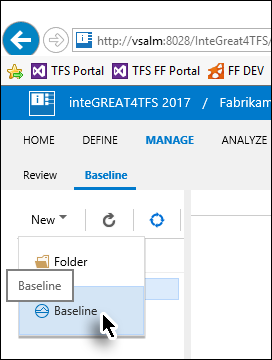 http://vsalm:8028/InteGreat4TFS/
TFS Portal TFS FF Portal FF DEV
inteGREAT4TFS 2017 / Fabrikam
HOME DEFINE MANAGE ANALYZE
Review Baseline
New
Folder
Baseline
Baseline